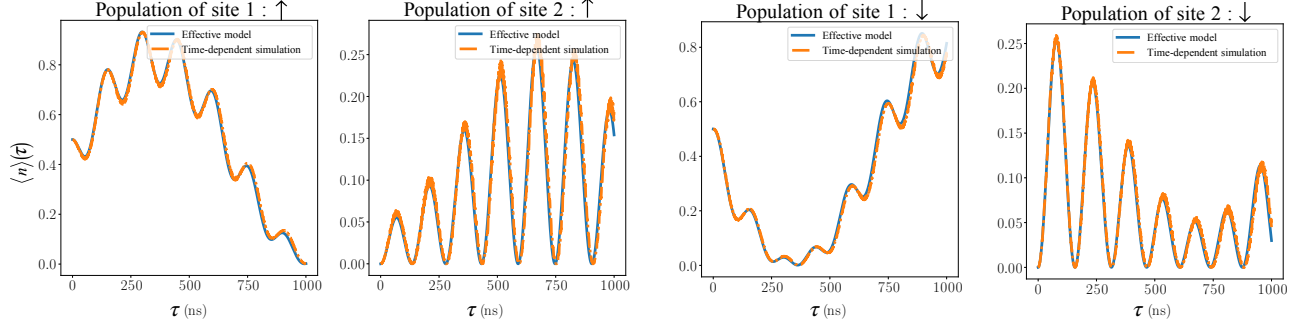 Population of site 1 : ↑
Effective model
Time-dependent simulation
⟨n⟩(τ)
0.8
0.6
0.4
0.2
0.0
0 250 500 750 1000
τ (ns)
Population of site 2 : ↑
Effective model
Time-dependent simulation
0.25
0.20
0.15
0.10
0.05
0.00
0 250 500 750 1000
τ (ns)
Population of site 1 : ↓
Effective model
Time-dependent simulation
0.8
0.6
0.4
0.2
0.0
0 250 500 750 1000
τ (ns)
Population of site 2 : ↓
Effective model
Time-dependent simulation
0.25
0.20
0.15
0.10
0.05
0.00
0 250 500 750 1000
τ (ns)